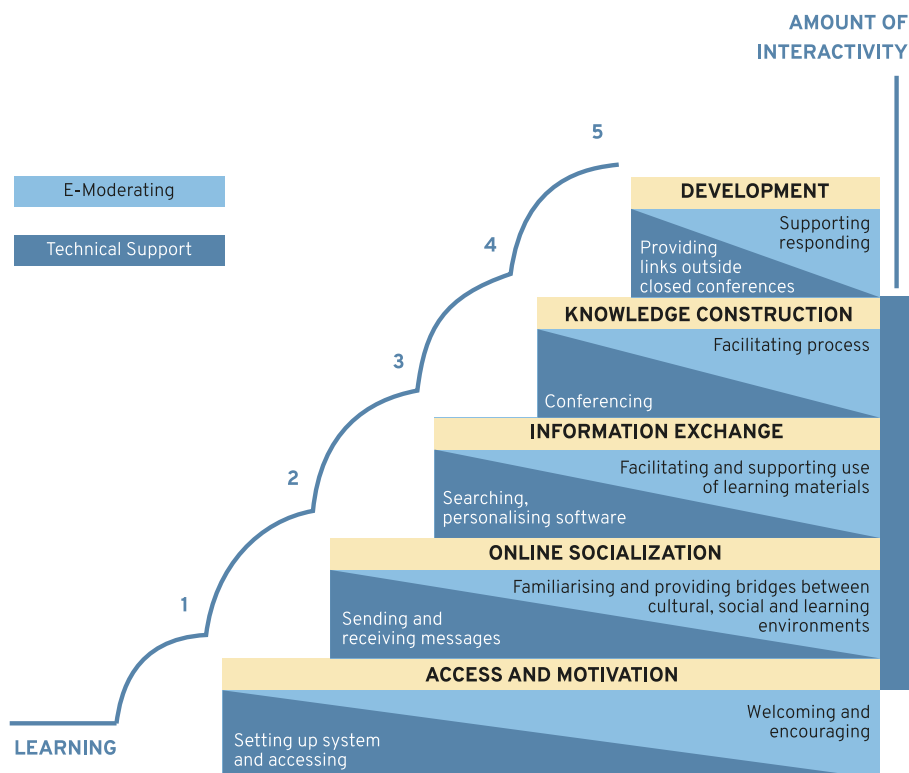 AMOUNT OF
INTERACTIVITY
5
E-Moderating
DEVELOPMENT
Supporting
responding
Technical Support
4
Providing
links outside
closed conferences
KNOWLEDGE CONSTRUCTION
Facilitating process
3
Conferencing
INFORMATION EXCHANGE
Facilitating and supporting use
of learning materials
2
Searching,
personalising software
ONLINE SOCIALIZATION
Familiarising and providing bridges between
cultural, social and learning
environments
1
Sending and
receiving messages
ACCESS AND MOTIVATION
Welcoming and
encouraging
LEARNING
Setting up system
and accessing